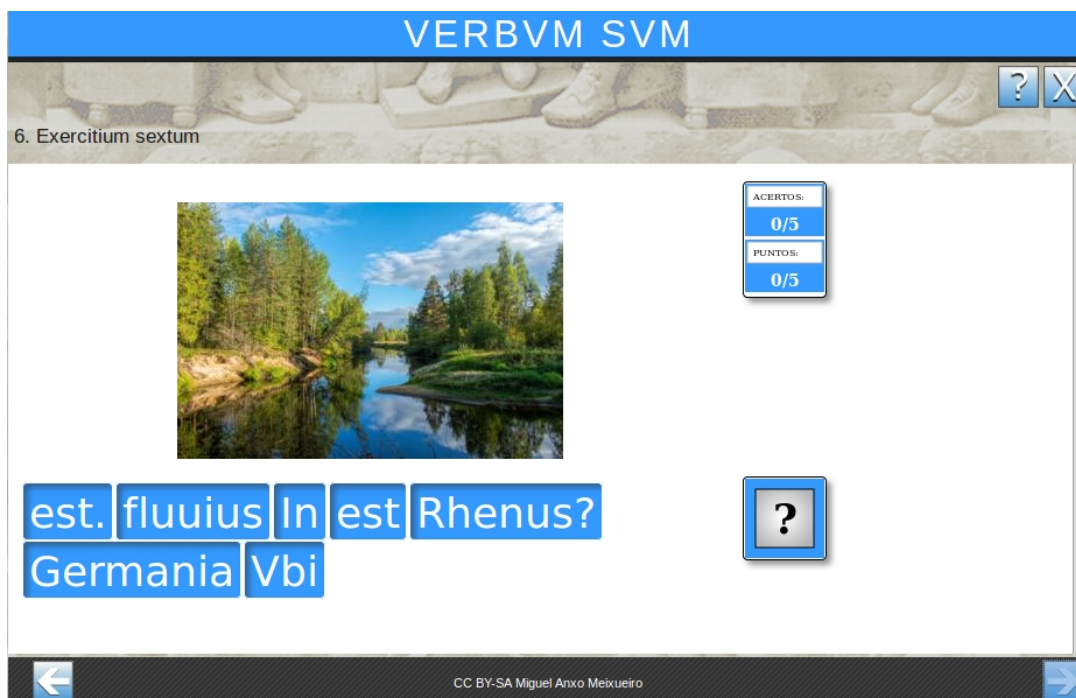 VERBVM SVM
? X
6. Exercitium sextum
ACERTOS:
0/5
PUNTOS:
0/5
est. fluuius In est Rhenus?
Germania Vbi
?
CC BY-SA Miguel Anxo Meixueiro